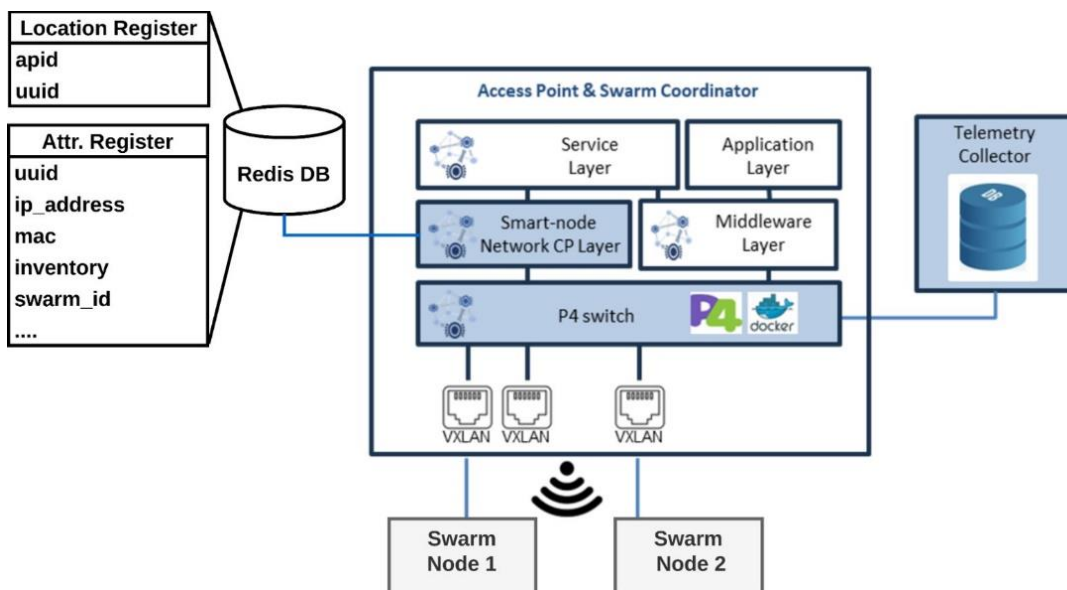 Location Register
apid
uuid
Attr. Register
uuid
ip_address
mac
inventory
swarm_id
....
Redis DB
Access Point & Swarm Coordinator
Service
Layer
Application
Layer
Smart-node
Network CP Layer
Middleware
Layer
P4 switch
P4
docker
VXLAN
VXLAN
VXLAN
Telemetry
Collector
DB
Swarm
Node 1
Swarm
Node 2